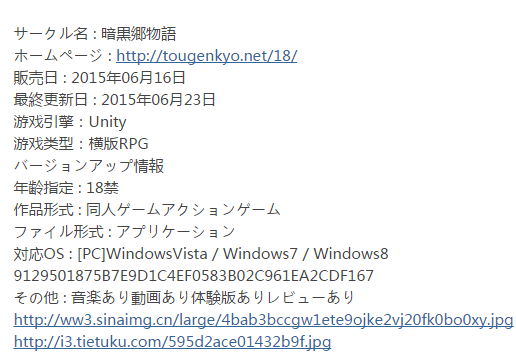 サークル名 : 暗黒郷物語
ホームページ : http://tougenkyo.net/18/
販売日 : 2015年06月16日
最終更新日 : 2015年06月23日
游戏引擎 : Unity
游戏类型 : 横版RPG
バージョンアップ情報
年齢指定 : 18禁
作品形式 : 同人ゲームアクションゲーム
ファイル形式 : アプリケーション
対応OS : [PC]WindowsVista / Windows7 / Windows8
9129501875B7E9D1C4EF0583B02C961EA2CDF167
その他 : 音楽あり動画あり体験版ありレビューあり
http://ww3.sinaimg.cn/large/4bab3bccgw1ete9ojke2vj20fk0bo0xy.jpg
http://i3.tietuku.com/595d2ace01432b9f.jpg